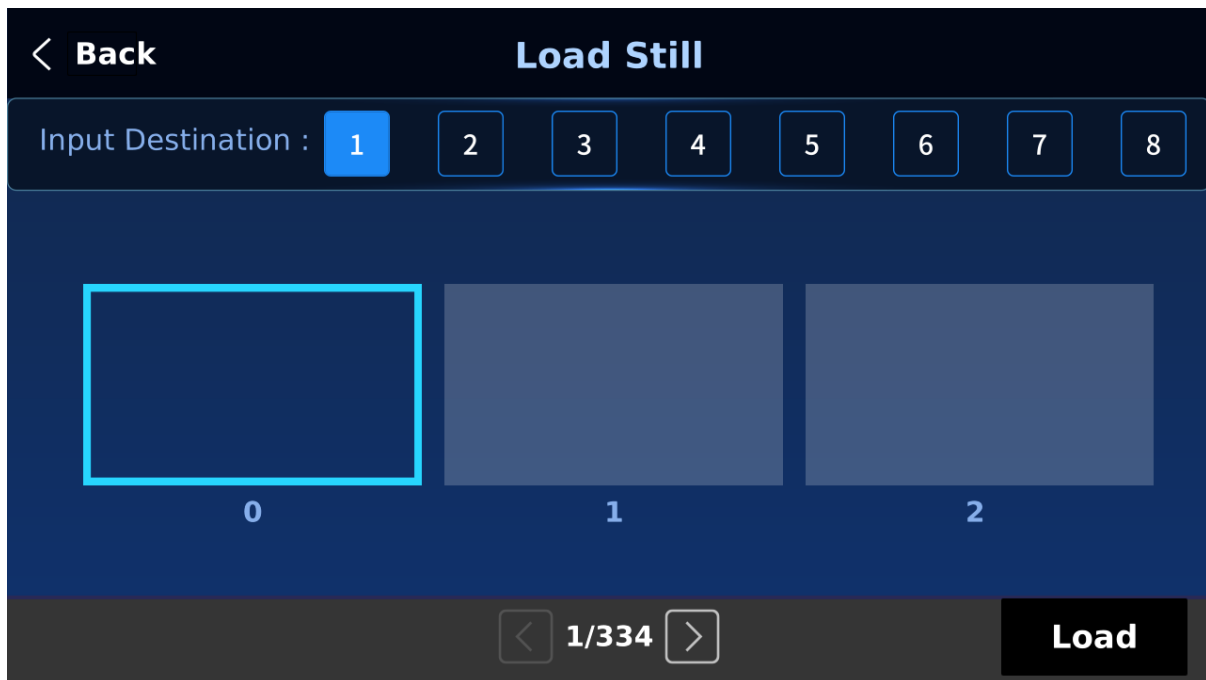 Back
Load Still
Input Destination : 1 2 3 4 5 6 7 8
0 1 2
1/334
Load